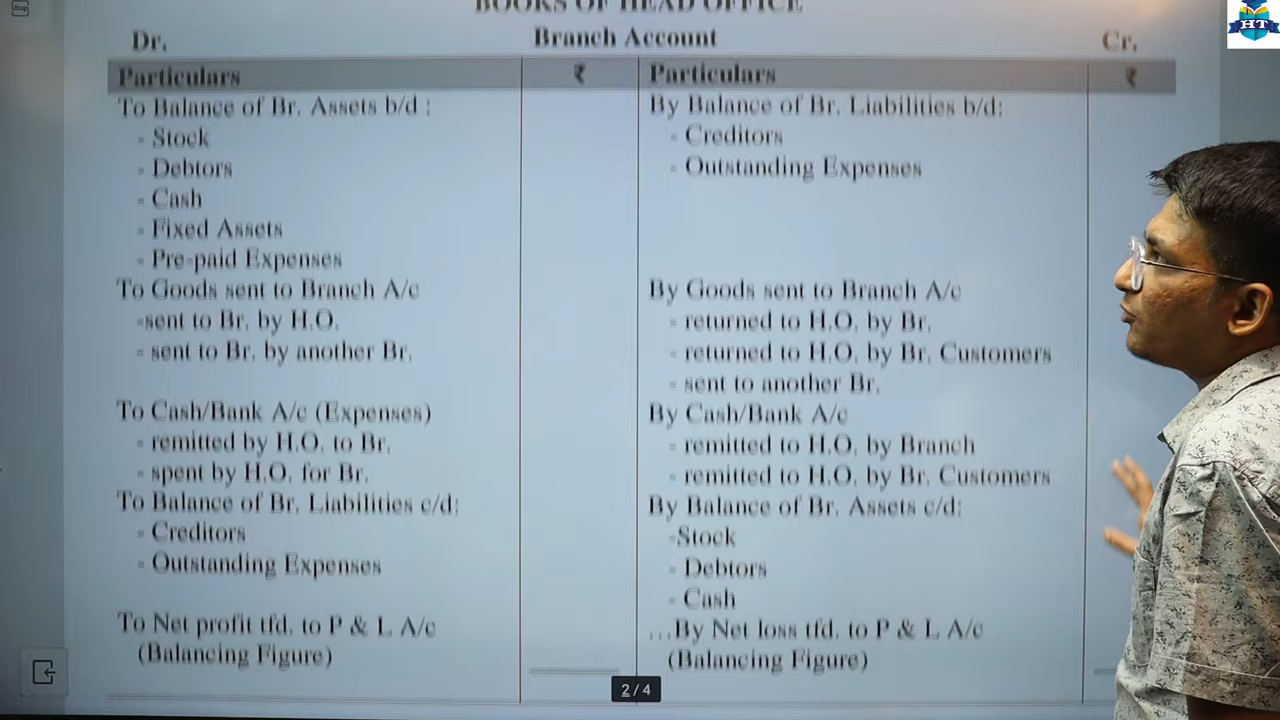 BOOKS OF HEAD OFFICE
Dr. Branch Account Cr.
Particulars ₹ Particulars ₹
To Balance of Br. Assets b/d :
- Stock
- Debtors
- Cash
- Fixed Assets
- Pre-paid Expenses
To Goods sent to Branch A/c
-sent to Br. by H.O.
- sent to Br. by another Br.
To Cash/Bank A/c (Expenses)
- remitted by H.O. to Br.
- spent by H.O. for Br.
To Balance of Br. Liabilities c/d:
- Creditors
- Outstanding Expenses
To Net profit tfd. to P & L A/c
(Balancing Figure)
By Balance of Br. Liabilities b/d:
- Creditors
- Outstanding Expenses
By Goods sent to Branch A/c
- returned to H.O. by Br.
- returned to H.O. by Br. Customers
- sent to another Br.
By Cash/Bank A/c
- remitted to H.O. by Branch
- remitted to H.O. by Br. Customers
By Balance of Br. Assets c/d:
-Stock
- Debtors
- Cash
...By Net loss tfd. to P & L A/c
(Balancing Figure)
2 / 4
HT